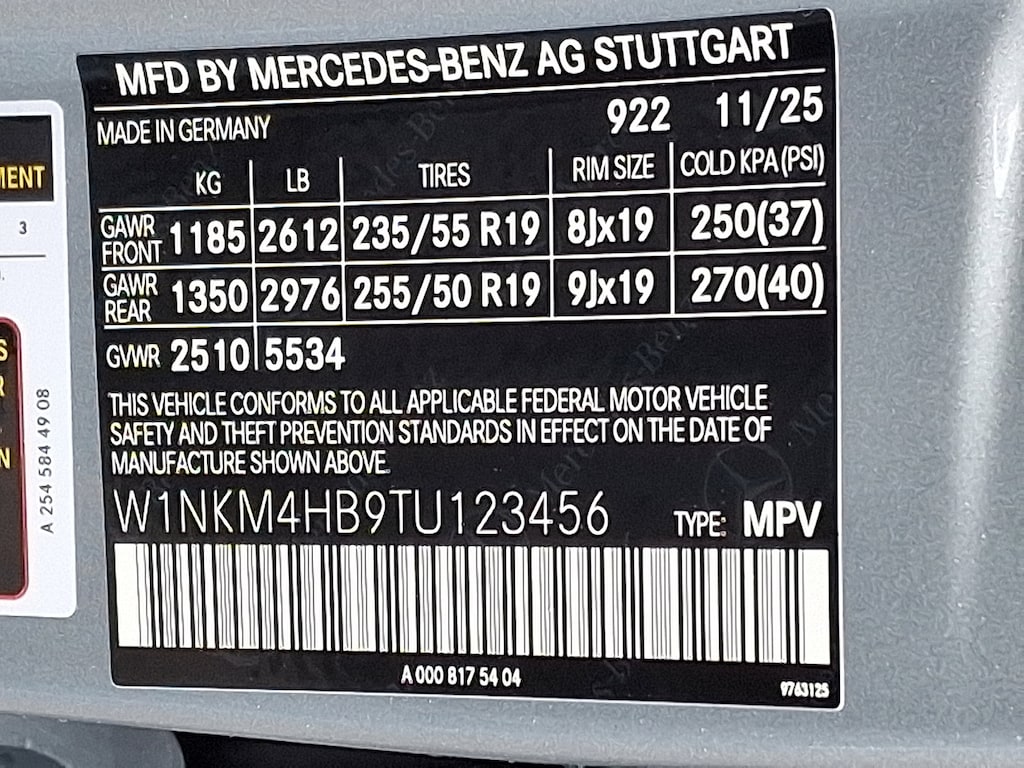 MFD BY MERCEDES-BENZ AG STUTTGART
MADE IN GERMANY 922 11/25
KG LB TIRES RIM SIZE COLD KPA (PSI)
GAWR FRONT 1185 2612 235/55 R19 8Jx19 250(37)
GAWR REAR 1350 2976 255/50 R19 9Jx19 270(40)
GVWR 2510 5534
THIS VEHICLE CONFORMS TO ALL APPLICABLE FEDERAL MOTOR VEHICLE
SAFETY AND THEFT PREVENTION STANDARDS IN EFFECT ON THE DATE OF
MANUFACTURE SHOWN ABOVE.
W1NKM4HB9TU123456 TYPE: MPV
A 000 817 54 04
9763125
3
A 254 584 49 08